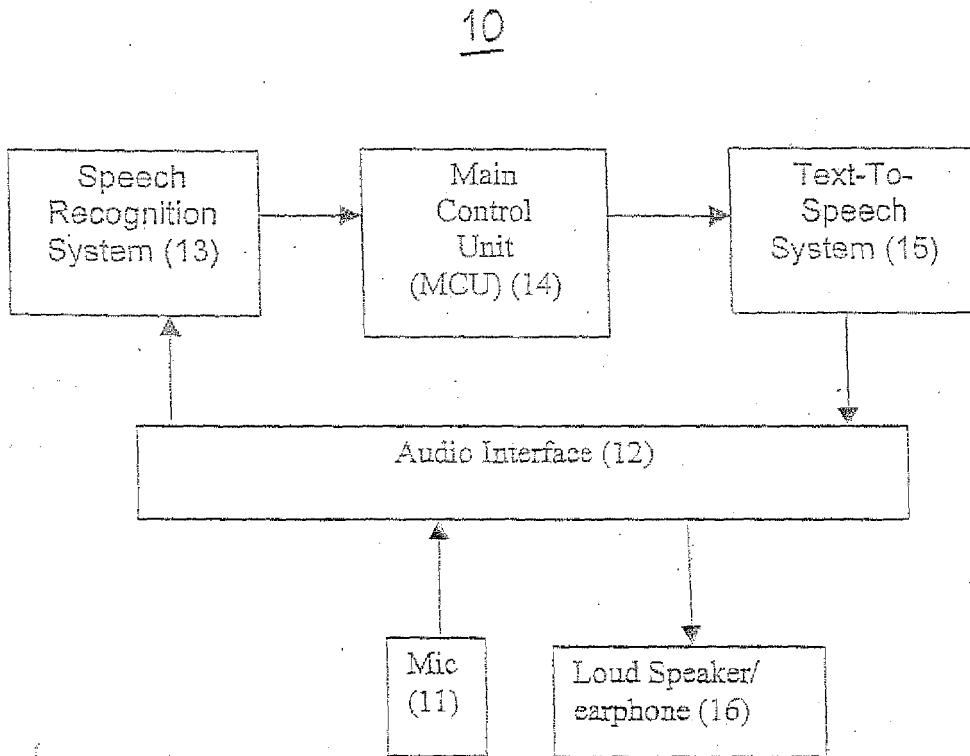 10
Speech
Recognition
System (13)
Main
Control
Unit
(MCU) (14)
Text-To-
Speech
System (15)
Audio Interface (12)
Mic
(11)
Loud Speaker/
earphone (16)